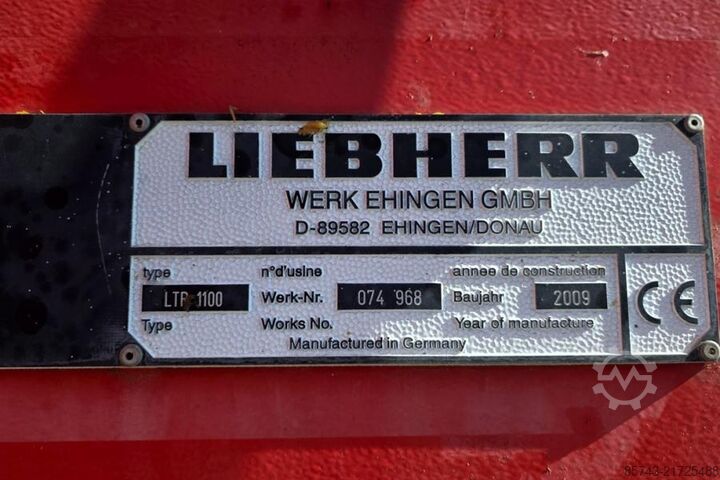 LIEBHERR
WERK EHINGEN GMBH
D-89582 EHINGEN/DONAU
type n°d'usine annee de construction
LTR 1100 Werk-Nr. 074 968 Baujahr 2009
Type Works No. Year of manufacture
Manufactured in Germany
CE
85743-21725488